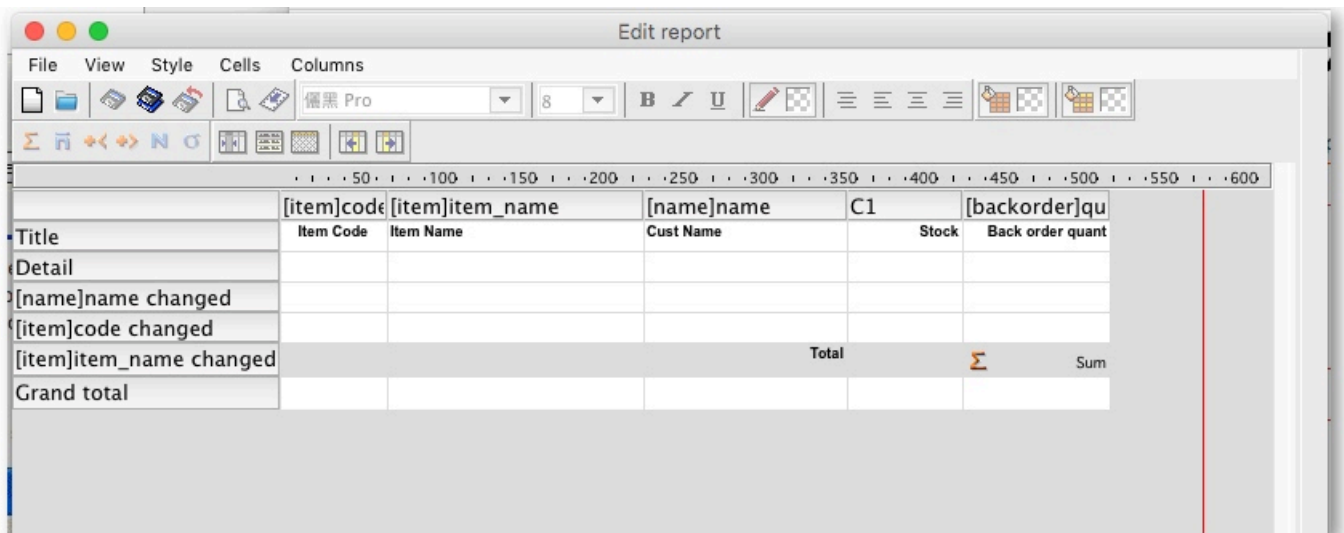 Edit report
File View Style Cells Columns
儷黑 Pro 8 B I U
Σ n N σ
50 100 150 200 250 300 350 400 450 500 550 600
[item]code [item]item_name [name]name C1 [backorder]qu
Title Item Code Item Name Cust Name Stock Back order quant
Detail
[name]name changed
[item]code changed
[item]item_name changed Total Σ Sum
Grand total